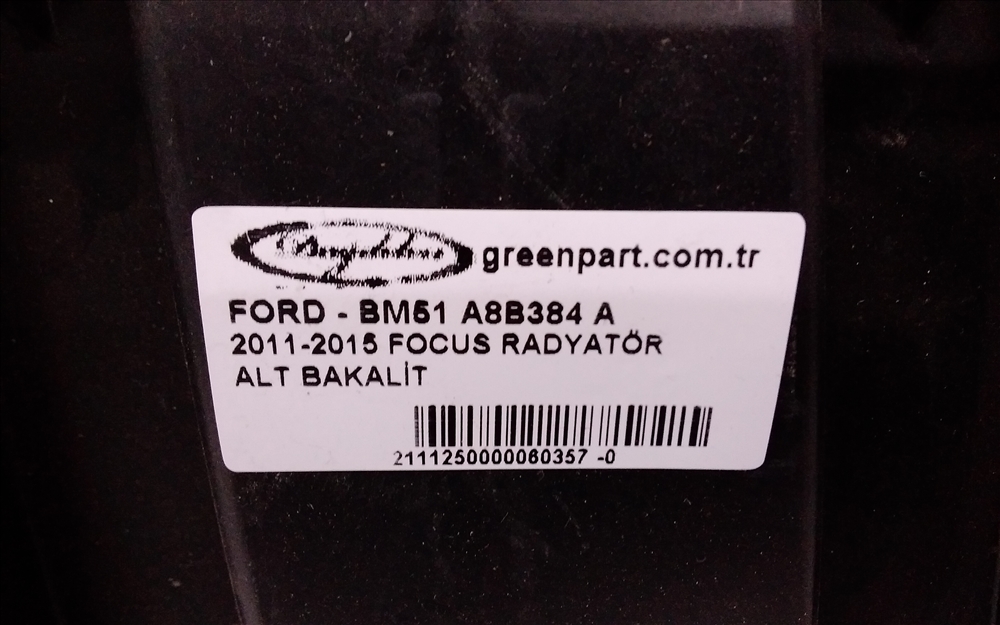 greenpart.com.tr
FORD - BM51 A8B384 A
2011-2015 FOCUS RADYATÖR
ALT BAKALİT
2111250000060357 -0